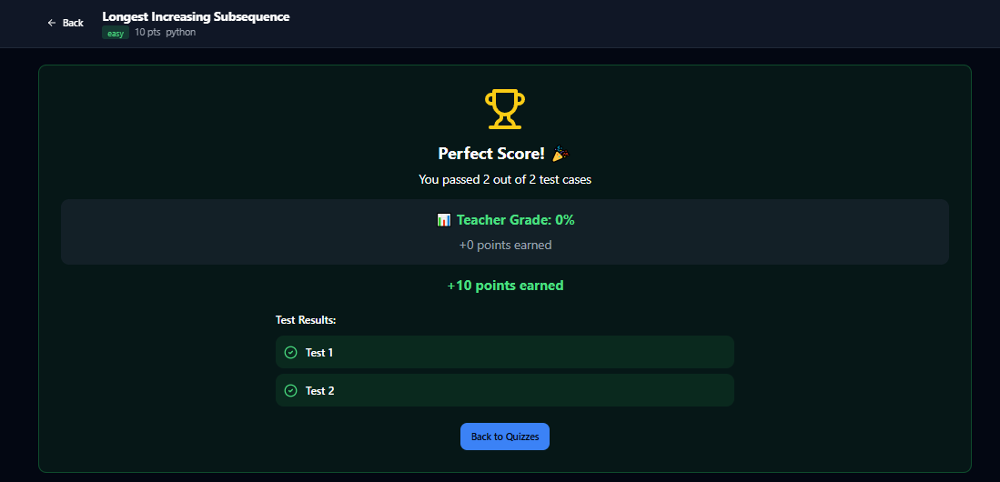 ← Back
Longest Increasing Subsequence
easy 10 pts python
Perfect Score! 🎉
You passed 2 out of 2 test cases
📊 Teacher Grade: 0%
+0 points earned
+10 points earned
Test Results:
Test 1
Test 2
Back to Quizzes